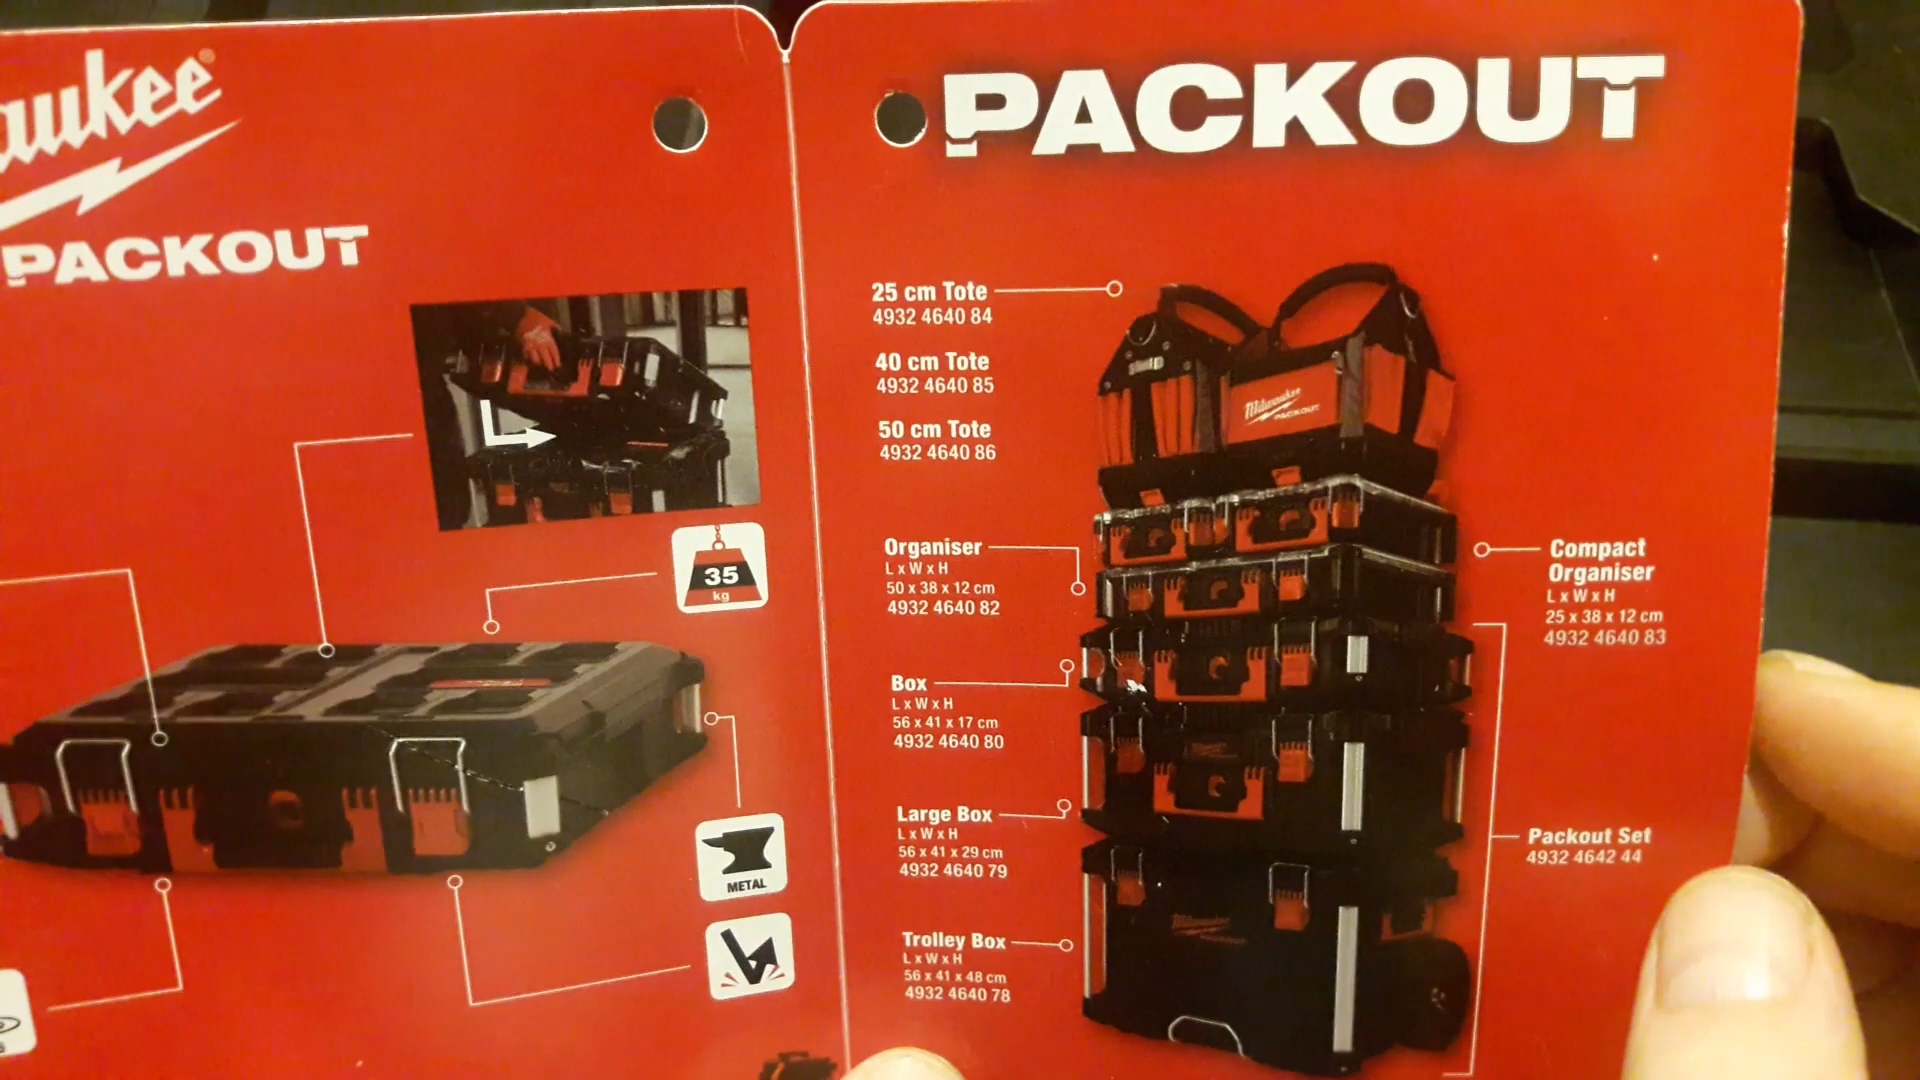 PACKOUT
35
kg
METAL
PACKOUT
25 cm Tote
4932 4640 84
40 cm Tote
4932 4640 85
50 cm Tote
4932 4640 86
Milwaukee
PACKOUT
Organiser
L x W x H
50 x 38 x 12 cm
4932 4640 82
Compact
Organiser
L x W x H
25 x 38 x 12 cm
4932 4640 83
Box
L x W x H
56 x 41 x 17 cm
4932 4640 80
Large Box
L x W x H
56 x 41 x 29 cm
4932 4640 79
Packout Set
4932 4642 44
Trolley Box
L x W x H
56 x 41 x 48 cm
4932 4640 78
Milwaukee